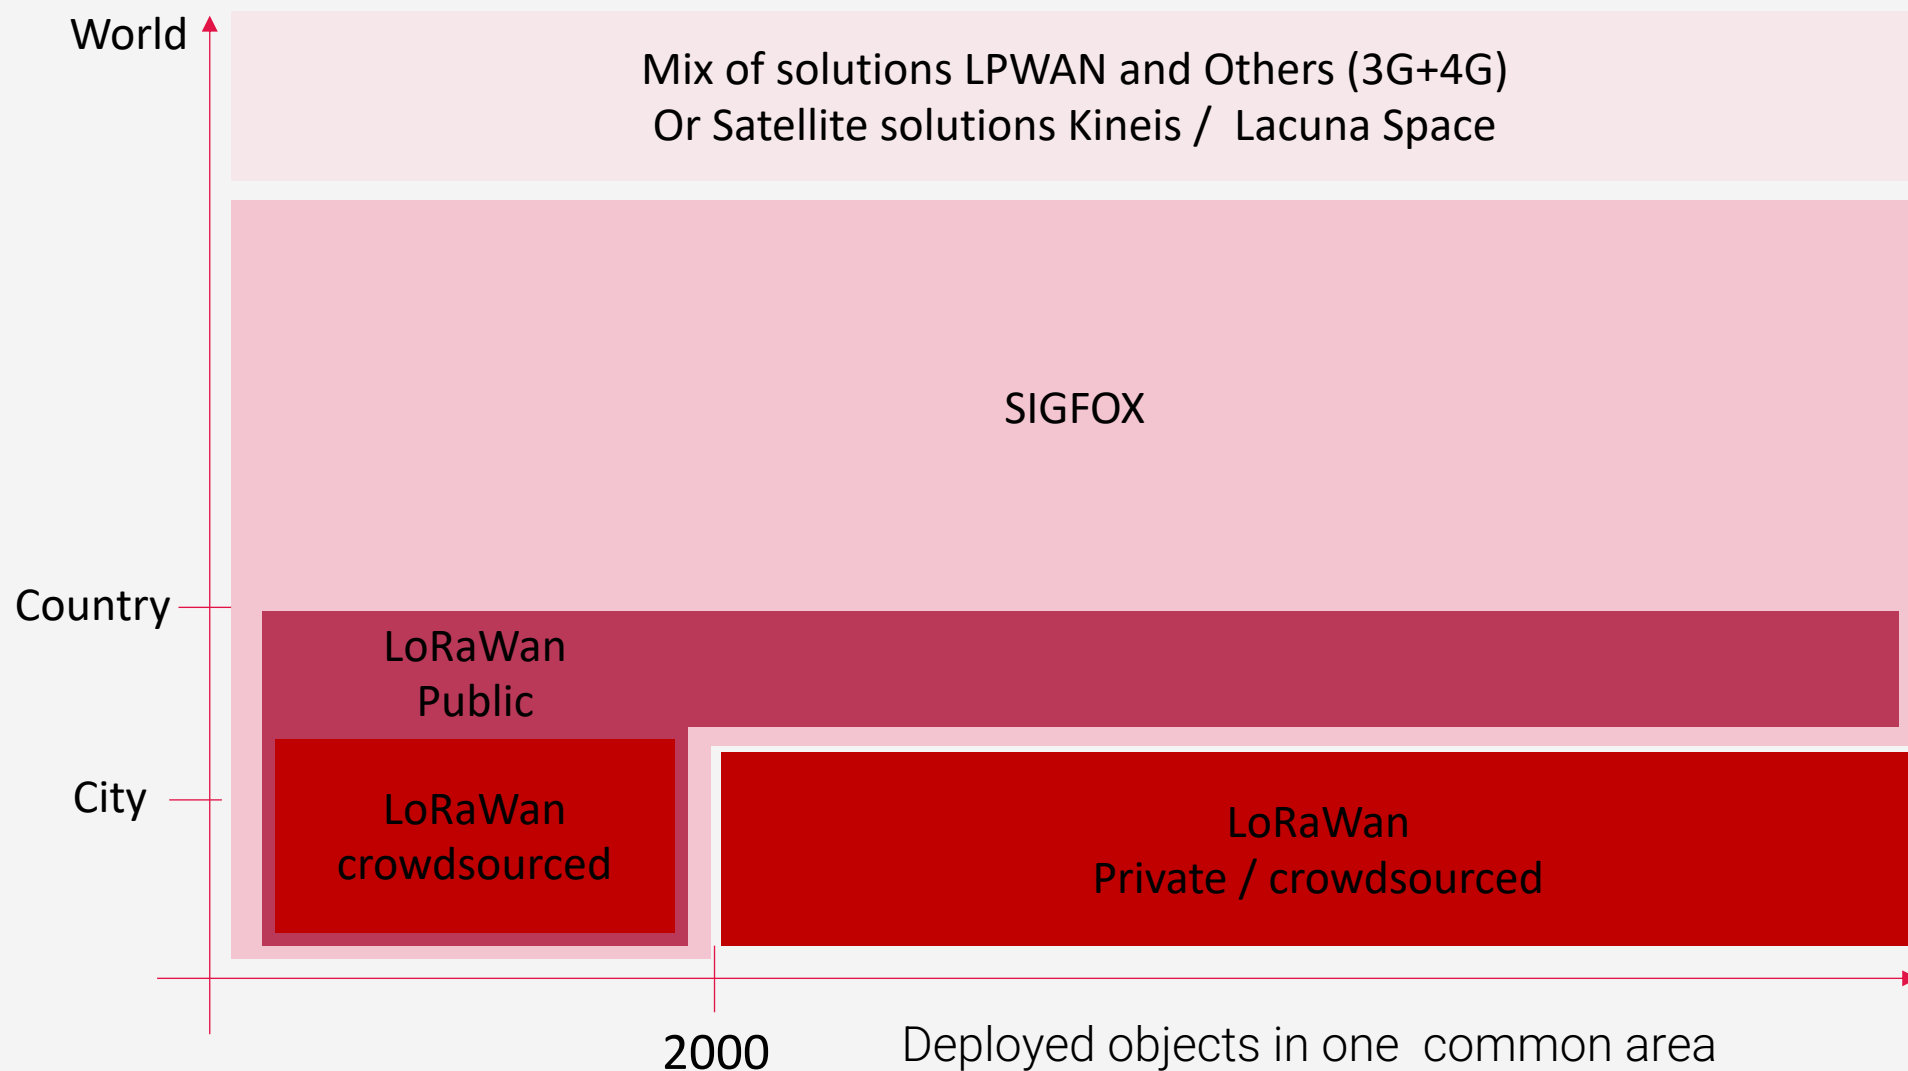 World
Mix of solutions LPWAN and Others (3G+4G)
Or Satellite solutions Kineis / Lacuna Space
SIGFOX
Country
LoRaWan
Public
City
LoRaWan
crowdsourced
LoRaWan
Private / crowdsourced
2000
Deployed objects in one common area